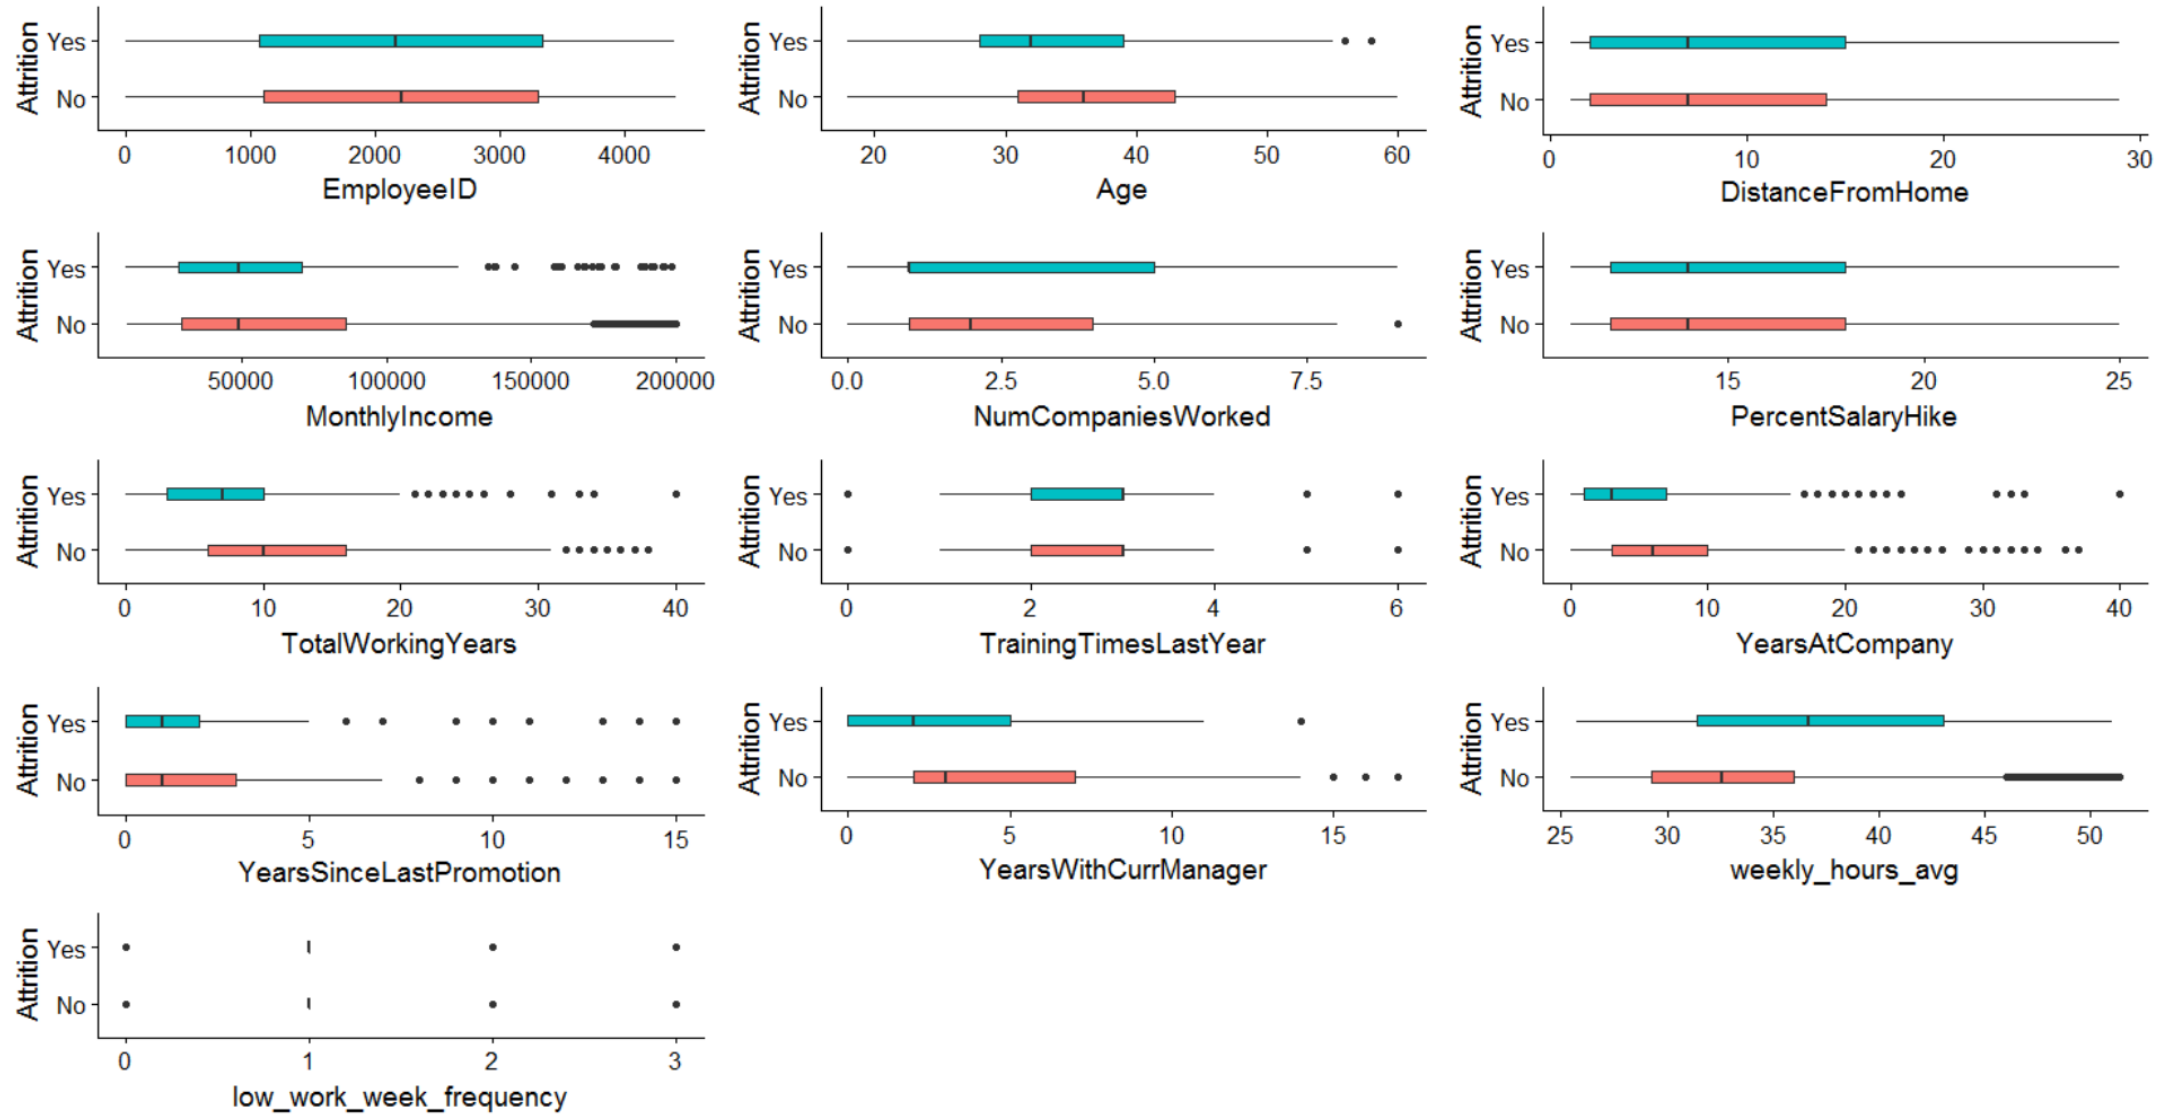 Attrition
Yes
No
0 1000 2000 3000 4000
EmployeeID
Attrition
Yes
No
20 30 40 50 60
Age
Attrition
Yes
No
0 10 20 30
DistanceFromHome
Attrition
Yes
No
50000 100000 150000 200000
MonthlyIncome
Attrition
Yes
No
0.0 2.5 5.0 7.5
NumCompaniesWorked
Attrition
Yes
No
15 20 25
PercentSalaryHike
Attrition
Yes
No
0 10 20 30 40
TotalWorkingYears
Attrition
Yes
No
0 2 4 6
TrainingTimesLastYear
Attrition
Yes
No
0 10 20 30 40
YearsAtCompany
Attrition
Yes
No
0 5 10 15
YearsSinceLastPromotion
Attrition
Yes
No
0 5 10 15
YearsWithCurrManager
Attrition
Yes
No
25 30 35 40 45 50
weekly_hours_avg
Attrition
Yes
No
0 1 2 3
low_work_week_frequency